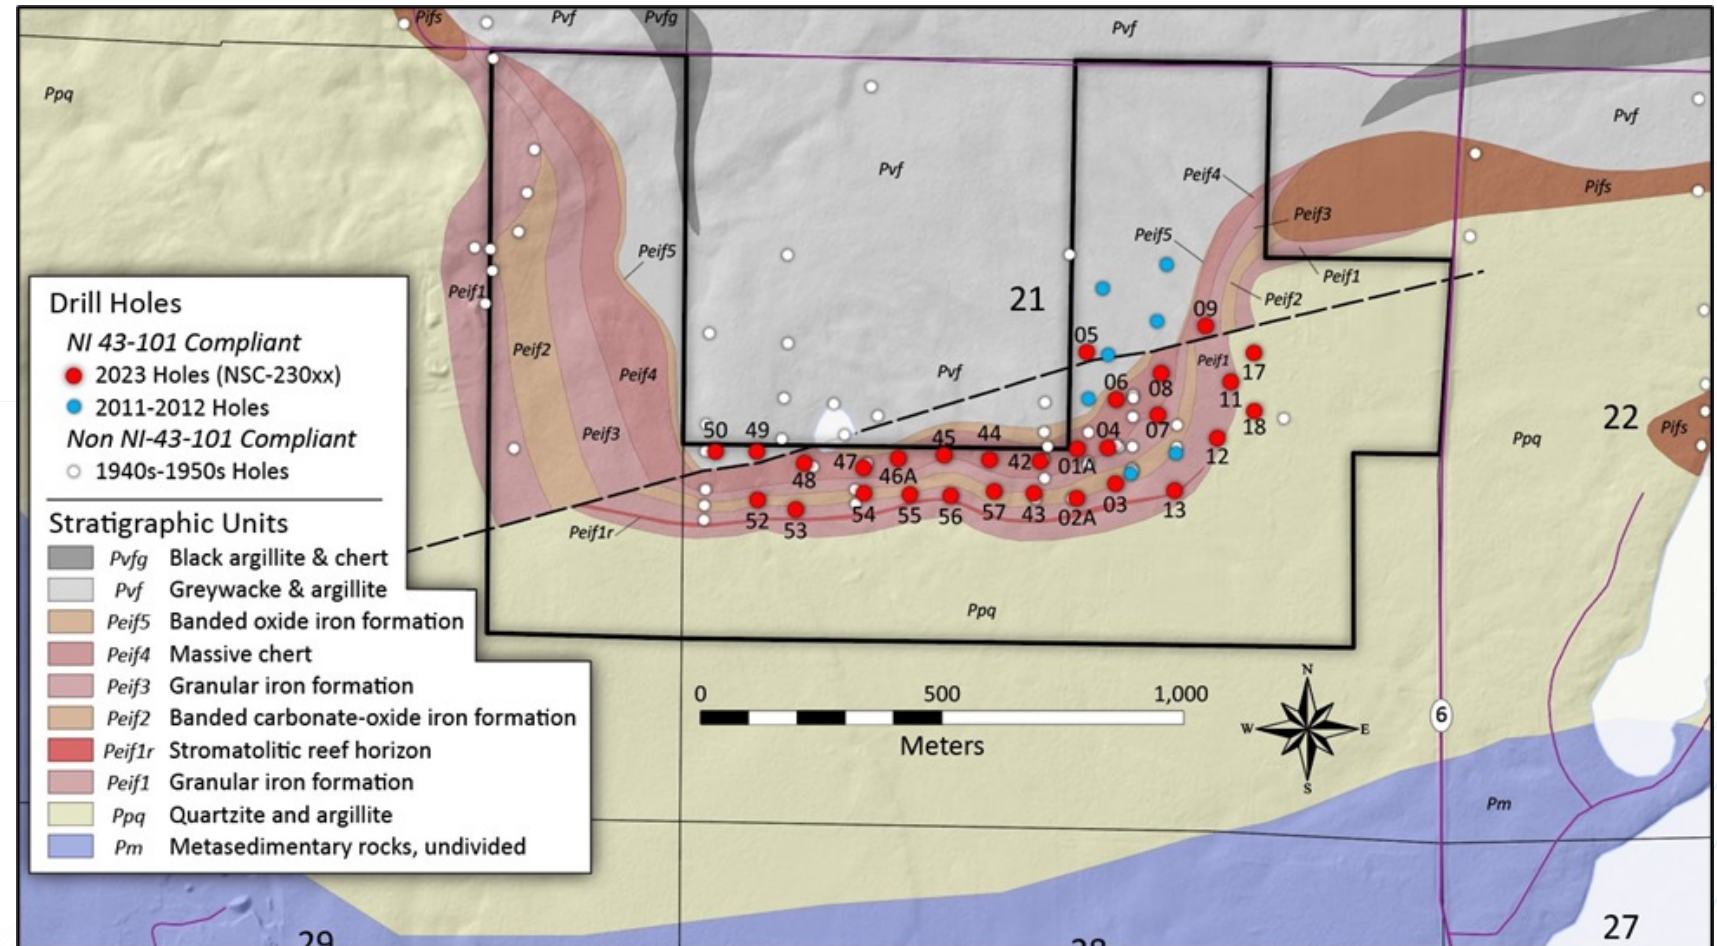 Pifs
Pvf
Pvfg
Pvf
Ppq
Pvf
Pvf
Peif4
Pifs
Peif3
Peif5
Peif5
Peif1
Peif1
Peif2
21
09
05
Peif2
Peif1
17
Pvf
Peif4
06
08
11
22
Pifs
Peif3
50
49
45
44
04
07
18
Ppq
47
46A
42
01A
12
48
52
53
54
55
56
57
43
02A
03
13
Peif1r
Ppq
Drill Holes
NI 43-101 Compliant
2023 Holes (NSC-230xx)
2011-2012 Holes
Non NI-43-101 Compliant
1940s-1950s Holes
Stratigraphic Units
Pvfg Black argillite & chert
Pvf Greywacke & argillite
Peif5 Banded oxide iron formation
Peif4 Massive chert
Peif3 Granular iron formation
Peif2 Banded carbonate-oxide iron formation
Peif1r Stromatolitic reef horizon
Peif1 Granular iron formation
Ppq Quartzite and argillite
Pm Metasedimentary rocks, undivided
0 500 1,000
Meters
N
W E
S
6
Pm
29
28
27